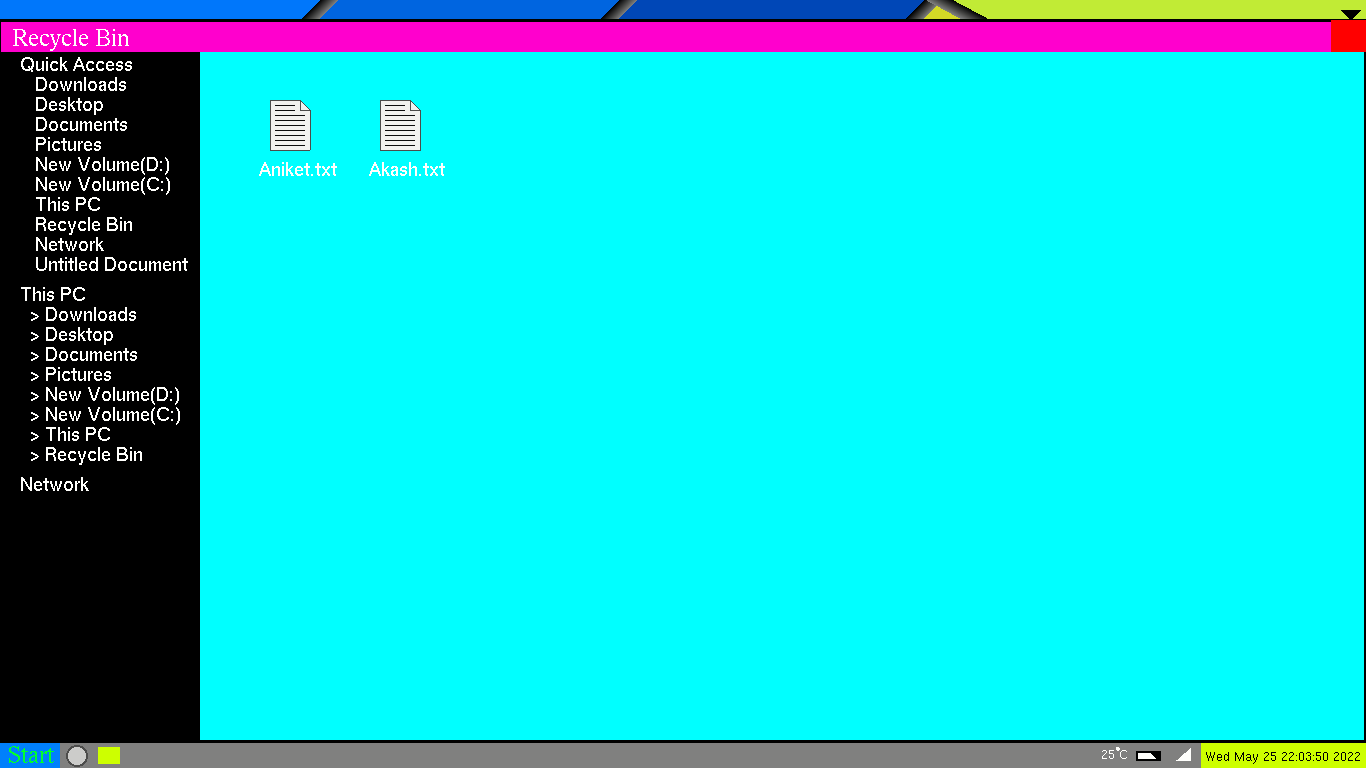 Recycle Bin
Quick Access
Downloads
Desktop
Documents
Pictures
New Volume(D:)
New Volume(C:)
This PC
Recycle Bin
Network
Untitled Document
This PC
> Downloads
> Desktop
> Documents
> Pictures
> New Volume(D:)
> New Volume(C:)
> This PC
> Recycle Bin
Network
Aniket.txt Akash.txt
Start 25°C Wed May 25 22:03:50 2022